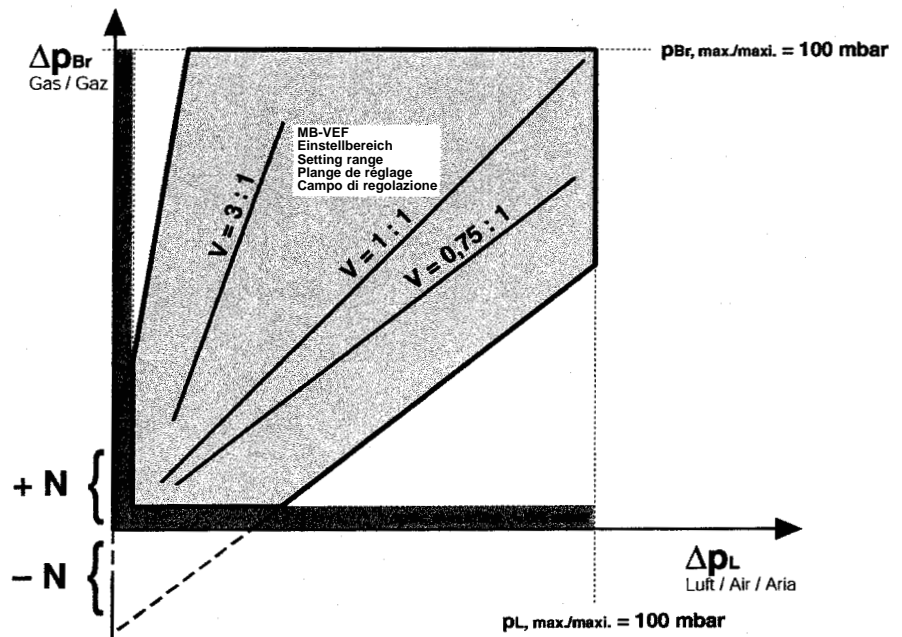 ΔpBr
Gas / Gaz
pBr, max./maxi. = 100 mbar
MB-VEF
Einstellbereich
Setting range
Plange de réglage
Campo di regolazione
V = 3 : 1
V = 1 : 1
V = 0,75 : 1
+ N {
− N {
ΔpL
Luft / Air / Aria
pL, max./maxi. = 100 mbar